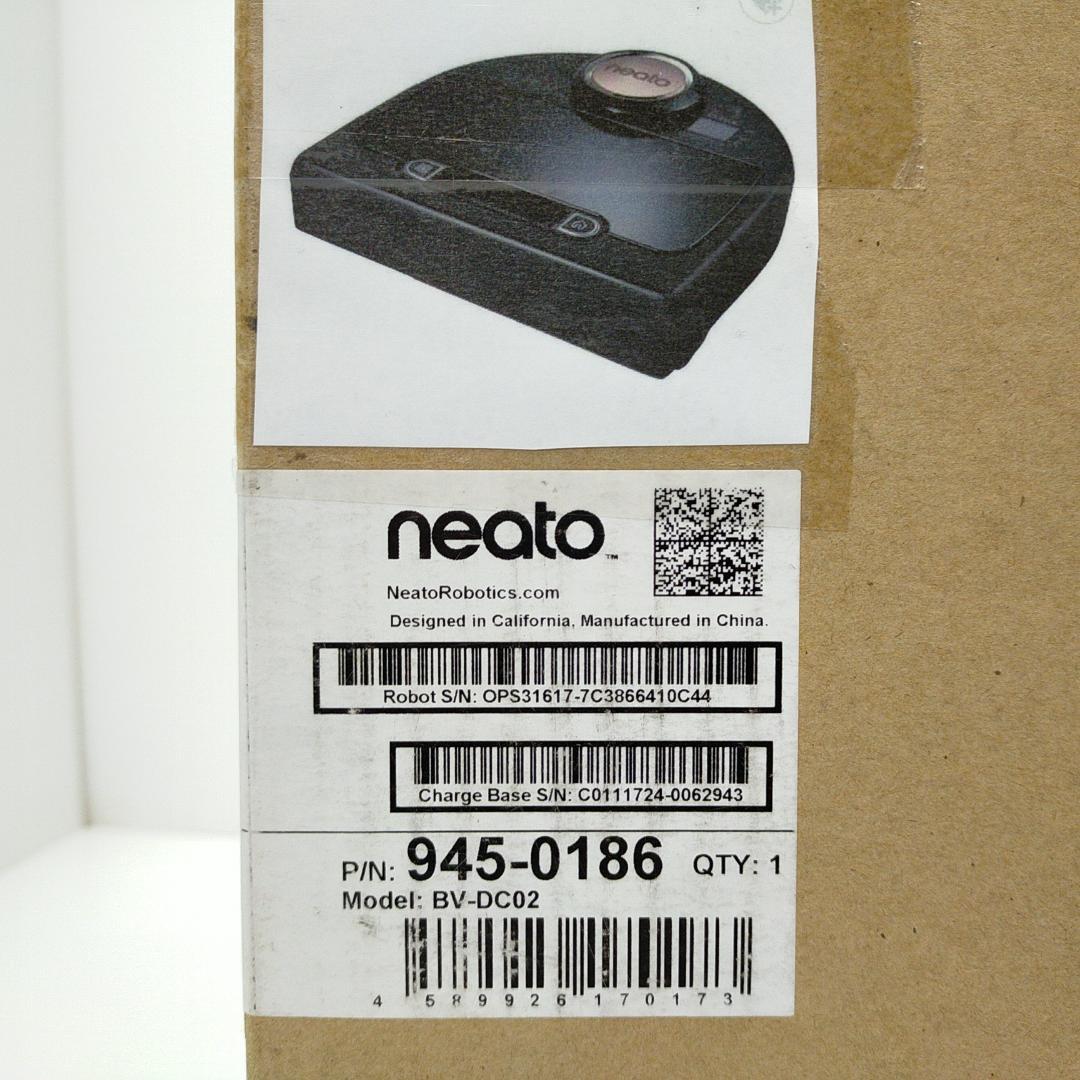 neato
neato™
NeatoRobotics.com
Designed in California, Manufactured in China.
Robot S/N: OPS31617-7C3866410C44
Charge Base S/N: C0111724-0062943
P/N: 945-0186 QTY: 1
Model: BV-DC02
4 589926 170173